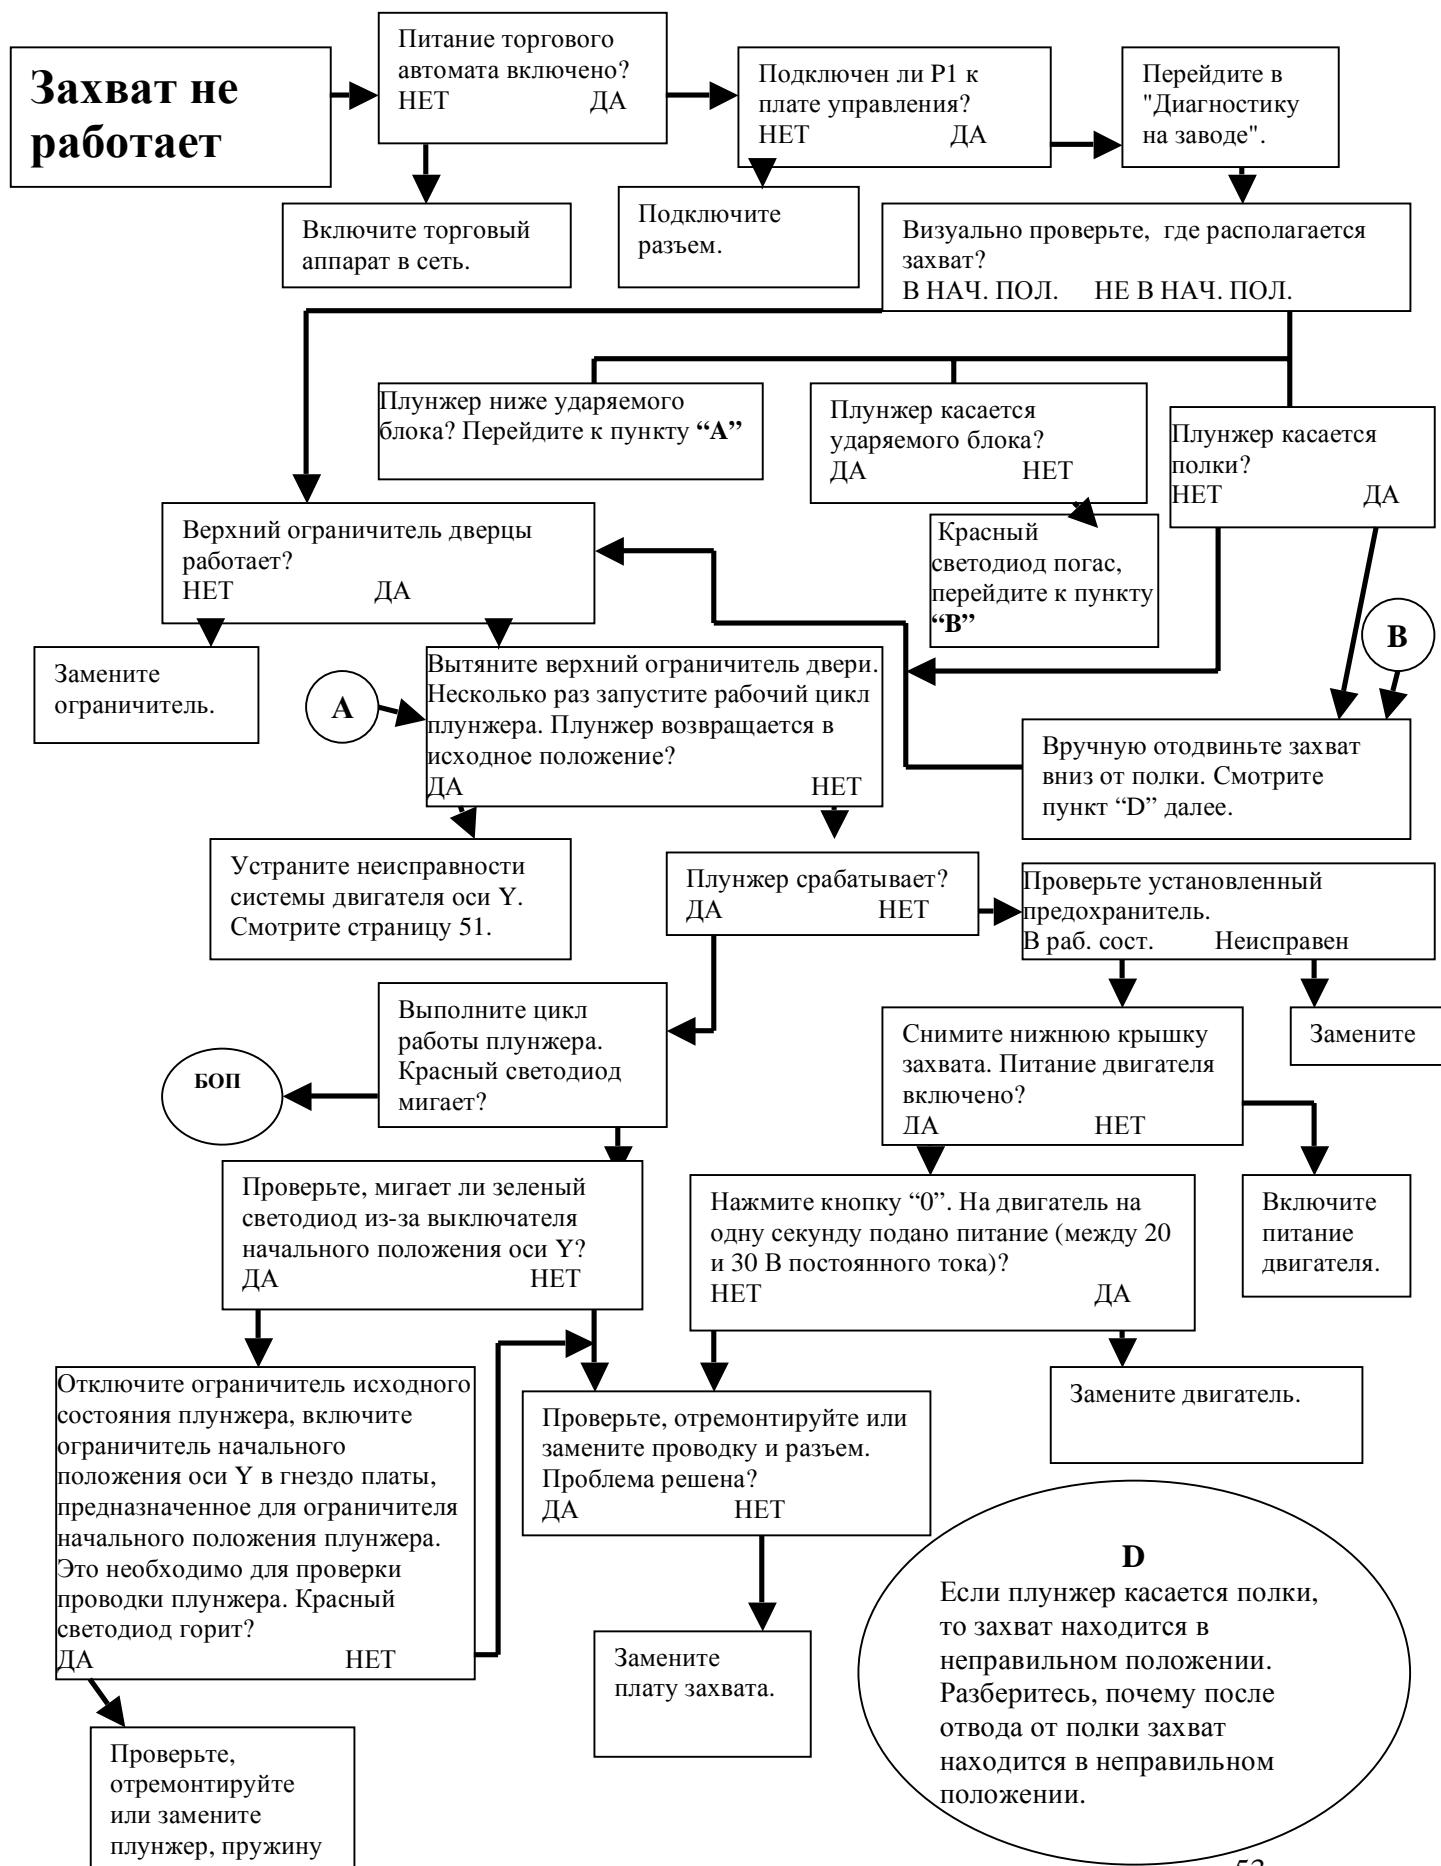 Захват не
работает
Питание торгового
автомата включено?
НЕТ ДА
Подключен ли P1 к
плате управления?
НЕТ ДА
Перейдите в
"Диагностику
на заводе".
Включите торговый
аппарат в сеть.
Подключите
разъем.
Визуально проверьте, где располагается
захват?
В НАЧ. ПОЛ. НЕ В НАЧ. ПОЛ.
Плунжер ниже ударяемого
блока? Перейдите к пункту “А”
Плунжер касается
ударяемого блока?
ДА НЕТ
Плунжер касается
полки?
НЕТ ДА
Верхний ограничитель дверцы
работает?
НЕТ ДА
Красный
светодиод погас,
перейдите к пункту
“В”
В
Замените
ограничитель.
А
Вытяните верхний ограничитель двери.
Несколько раз запустите рабочий цикл
плунжера. Плунжер возвращается в
исходное положение?
ДА НЕТ
Вручную отодвиньте захват
вниз от полки. Смотрите
пункт “D” далее.
Устраните неисправности
системы двигателя оси Y.
Смотрите страницу 51.
Плунжер срабатывает?
ДА НЕТ
Проверьте установленный
предохранитель.
В раб. сост. Неисправен
Выполните цикл
работы плунжера.
Красный светодиод
мигает?
БОП
Снимите нижнюю крышку
захвата. Питание двигателя
включено?
ДА НЕТ
Замените
Проверьте, мигает ли зеленый
светодиод из-за выключателя
начального положения оси Y?
ДА НЕТ
Нажмите кнопку “0”. На двигатель на
одну секунду подано питание (между 20
и 30 В постоянного тока)?
НЕТ ДА
Включите
питание
двигателя.
Отключите ограничитель исходного
состояния плунжера, включите
ограничитель начального
положения оси Y в гнездо платы,
предназначенное для ограничителя
начального положения плунжера.
Это необходимо для проверки
проводки плунжера. Красный
светодиод горит?
ДА НЕТ
Проверьте, отремонтируйте или
замените проводку и разъем.
Проблема решена?
ДА НЕТ
Замените двигатель.
Замените
плату захвата.
D
Если плунжер касается полки,
то захват находится в
неправильном положении.
Разберитесь, почему после
отвода от полки захват
находится в неправильном
положении.
Проверьте,
отремонтируйте
или замените
плунжер, пружину